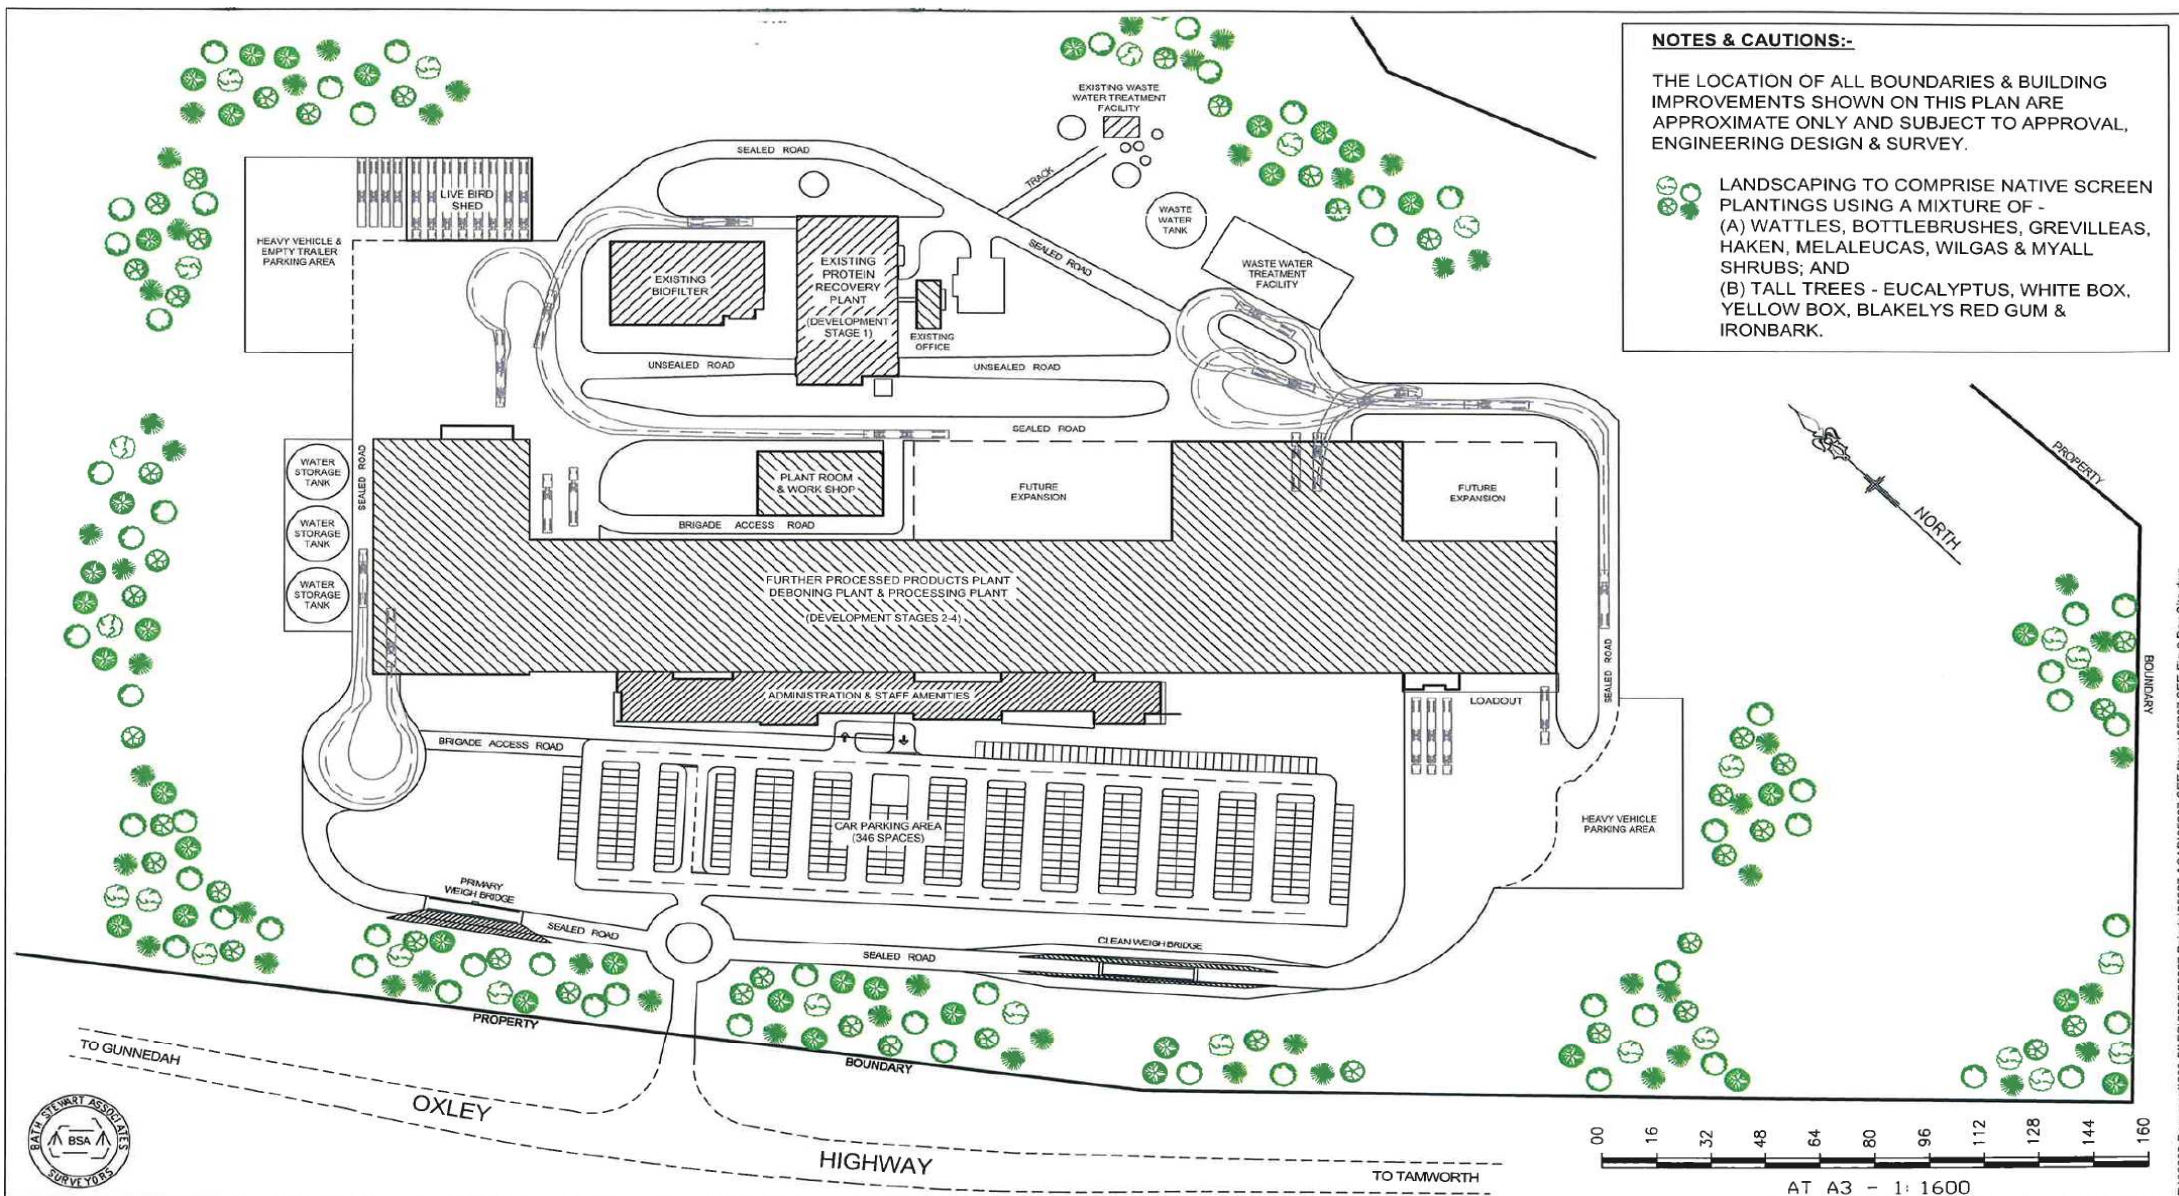 NOTES & CAUTIONS:-
THE LOCATION OF ALL BOUNDARIES & BUILDING
IMPROVEMENTS SHOWN ON THIS PLAN ARE
APPROXIMATE ONLY AND SUBJECT TO APPROVAL,
ENGINEERING DESIGN & SURVEY.
LANDSCAPING TO COMPRISE NATIVE SCREEN
PLANTINGS USING A MIXTURE OF -
(A) WATTLES, BOTTLEBRUSHES, GREVILLEAS,
HAKEN, MELALEUCAS, WILGAS & MYALL
SHRUBS; AND
(B) TALL TREES - EUCALYPTUS, WHITE BOX,
YELLOW BOX, BLAKELYS RED GUM &
IRONBARK.
EXISTING WASTE
WATER TREATMENT
FACILITY
SEALED ROAD
TRACK
LIVE BIRD
SHED
WASTE
WATER
TANK
HEAVY VEHICLE &
EMPTY TRAILER
PARKING AREA
EXISTING
BIOFILTER
EXISTING
PROTEIN
RECOVERY
PLANT
(DEVELOPMENT
STAGE 1)
EXISTING
OFFICE
SEALED ROAD
WASTE WATER
TREATMENT
FACILITY
UNSEALED ROAD
UNSEALED ROAD
SEALED ROAD
PROPERTY
NORTH
WATER
STORAGE
TANK
WATER
STORAGE
TANK
WATER
STORAGE
TANK
SEALED ROAD
PLANT ROOM
& WORK SHOP
BRIGADE ACCESS ROAD
FUTURE
EXPANSION
FUTURE
EXPANSION
FURTHER PROCESSED PRODUCTS PLANT
DEBONING PLANT & PROCESSING PLANT
(DEVELOPMENT STAGES 2-4)
SEALED ROAD
BOUNDARY
ADMINISTRATION & STAFF AMENITIES
LOADOUT
BRIGADE ACCESS ROAD
CAR PARKING AREA
(346 SPACES)
HEAVY VEHICLE
PARKING AREA
PRIMARY
WEIGH BRIDGE
SEALED ROAD
SEALED ROAD
CLEAN WEIGH BRIDGE
PROPERTY
BOUNDARY
TO GUNNEDAH
OXLEY
HIGHWAY
TO TAMWORTH
BATH STEWART ASSOCIATES
BSA
SURVEYORS
00 16 32 48 64 80 96 112 128 144 160
AT A3 - 1: 1600